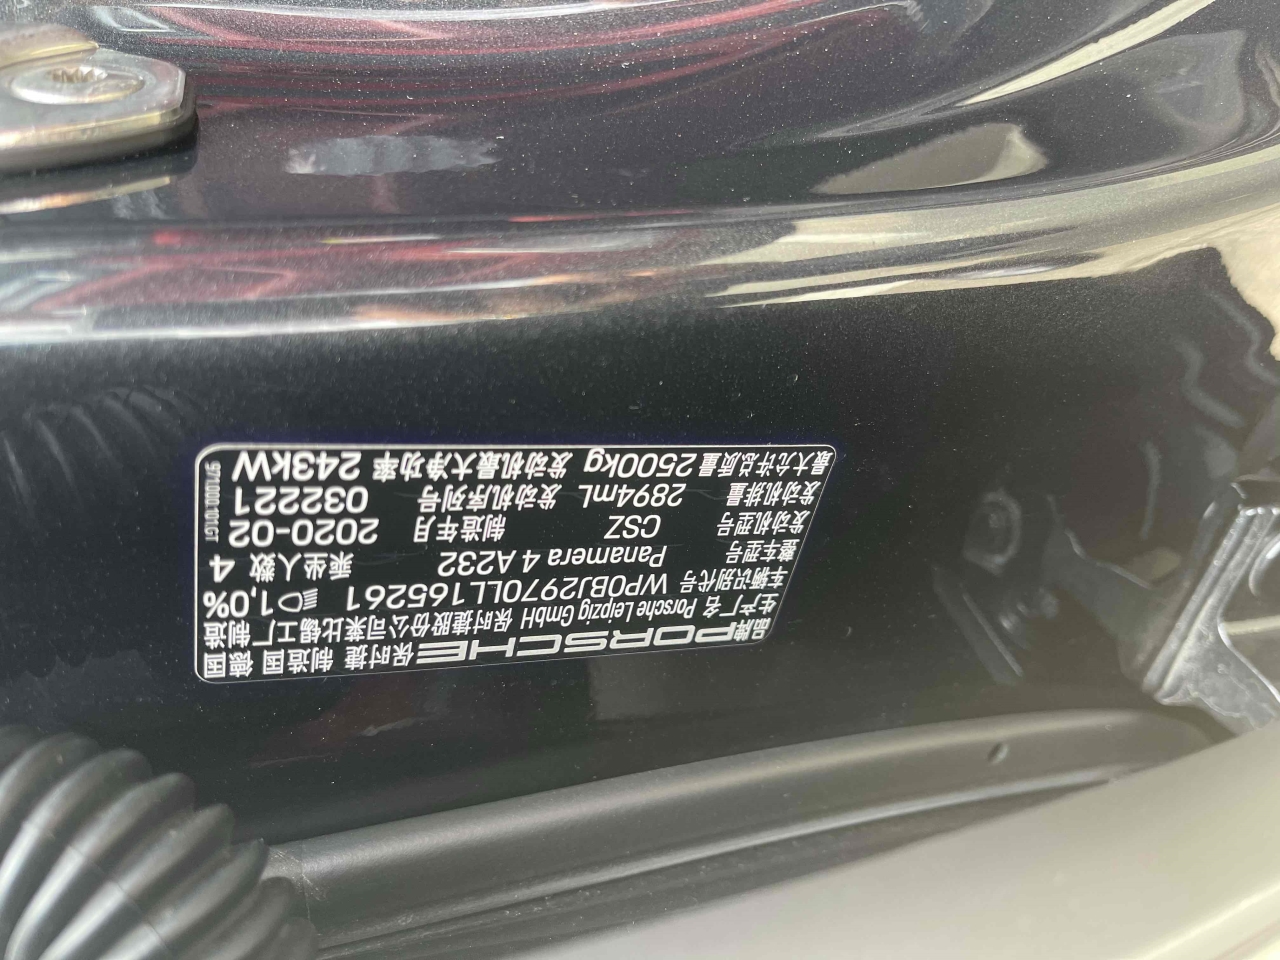 品牌 PORSCHE 保时捷 制造国 德国
生产厂名 Porsche Leipzig GmbH 保时捷股份公司莱比锡工厂制造
车辆识别代号 WP0BJ2970LL165261 1,0%
整车型号 Panamera 4 A232 乘坐人数 4
发动机型号 CSZ 制造年月 2020-02
发动机排量 2894mL 发动机序列号 032221
最大允许总质量 2500kg 发动机最大净功率 243kW